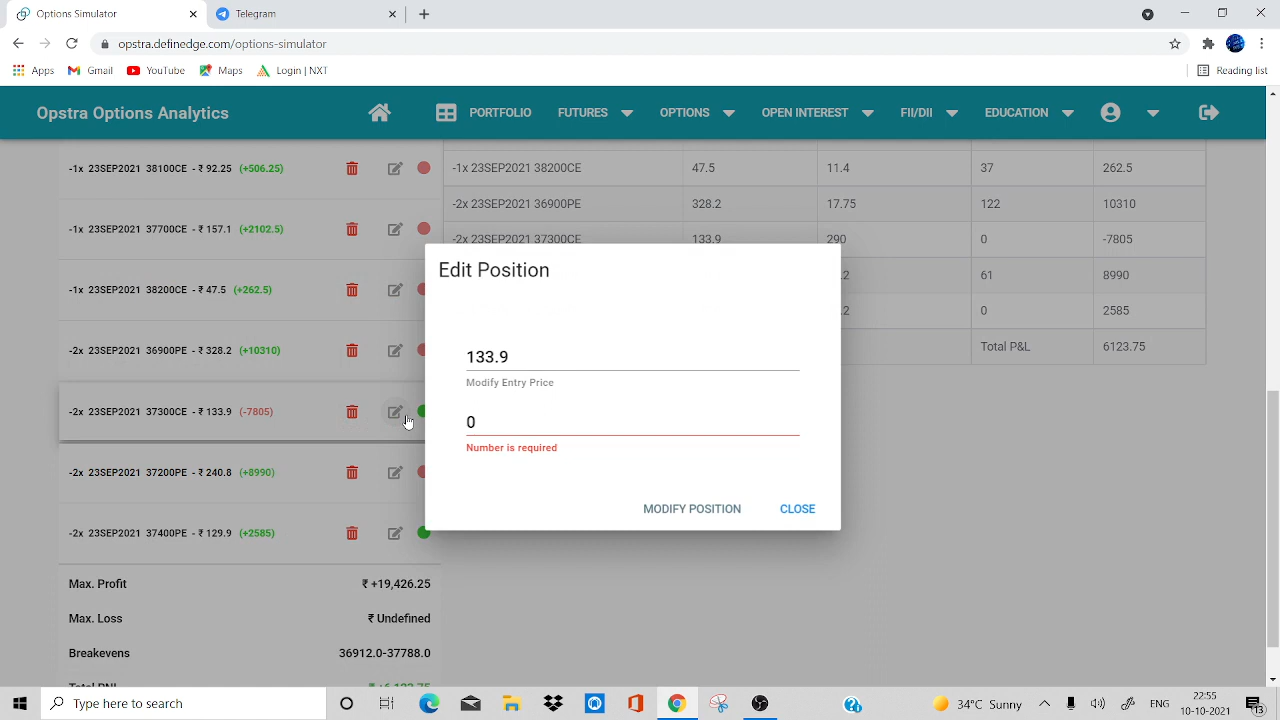 Options Simulator
Telegram
opstra.definedge.com/options-simulator
Apps Gmail YouTube Maps Login | NXT Reading list
Opstra Options Analytics PORTFOLIO FUTURES OPTIONS OPEN INTEREST FII/DII EDUCATION
-1x 23SEP2021 38100CE - ₹ 92.25 (+506.25)
-1x 23SEP2021 37700CE - ₹ 157.1 (+2102.5)
-1x 23SEP2021 38200CE - ₹ 47.5 (+262.5)
-2x 23SEP2021 36900PE - ₹ 328.2 (+10310)
-2x 23SEP2021 37300CE - ₹ 133.9 (-7805)
-2x 23SEP2021 37200PE - ₹ 240.8 (+8990)
-2x 23SEP2021 37400PE - ₹ 129.9 (+2585)
Max. Profit ₹ +19,426.25
Max. Loss ₹ Undefined
Breakevens 36912.0-37788.0
-1x 23SEP2021 38200CE 47.5 11.4 37 262.5
-2x 23SEP2021 36900PE 328.2 17.75 122 10310
-2x 23SEP2021 37300CE 133.9 290 0 -7805
61 8990
0 2585
Total P&L 6123.75
Edit Position
133.9
Modify Entry Price
0
Number is required
MODIFY POSITION CLOSE
Type here to search
34°C Sunny
ENG
22:55
10-10-2021